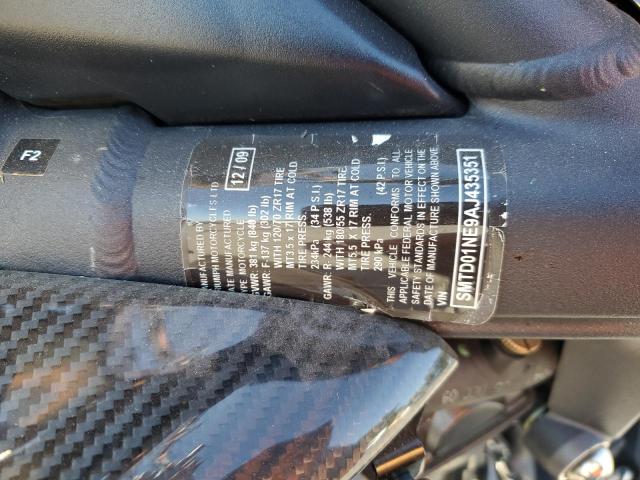 F2
MANUFACTURED BY
TRIUMPH MOTORCYCLES LTD
DATE MANUFACTURED 12 / 09
TYPE MOTORCYCLE
GVWR: 381 kg (840 lb)
GAWR: F-137 kg (302 lb)
WITH 120/70 ZR17 TIRE
MT3.5 x 17 RIM AT COLD
TIRE PRESS.
234kPa (34 P.S.I.)
GAWR: R- 244 kg (538 lb)
WITH 180/55 ZR17 TIRE
MT5.5 x 17 RIM AT COLD
TIRE PRESS.
290kPa (42 P.S.I.)
THIS VEHICLE CONFORMS TO ALL
APPLICABLE FEDERAL MOTOR VEHICLE
SAFETY STANDARDS IN EFFECT ON THE
DATE OF MANUFACTURE SHOWN ABOVE
VIN SMTD01NE9AJ435351